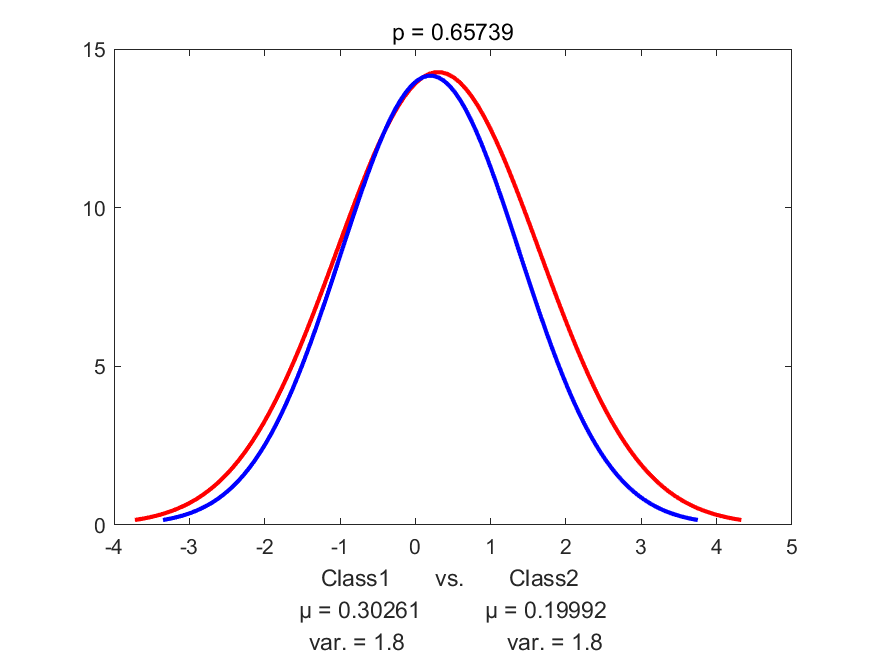 p = 0.65739
15
10
5
0
-4 -3 -2 -1 0 1 2 3 4 5
Class1 vs. Class2
μ = 0.30261 μ = 0.19992
var. = 1.8 var. = 1.8